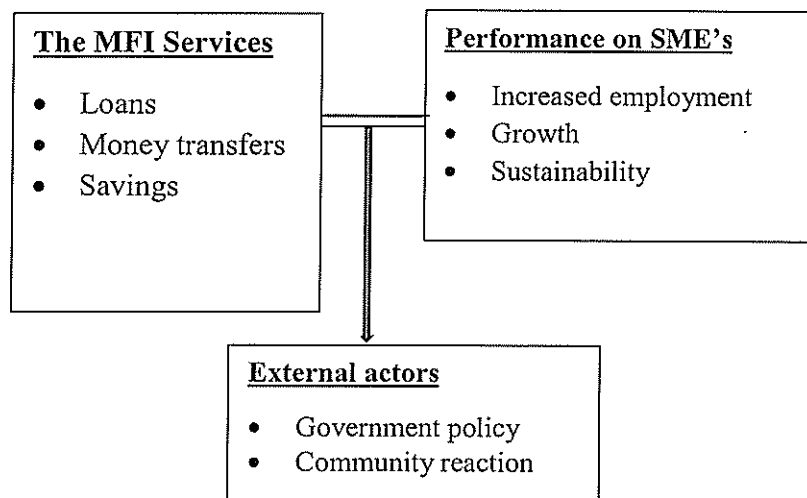 The MFI Services
• Loans
• Money transfers
• Savings
Performance on SME's
• Increased employment
• Growth
• Sustainability
External actors
• Government policy
• Community reaction